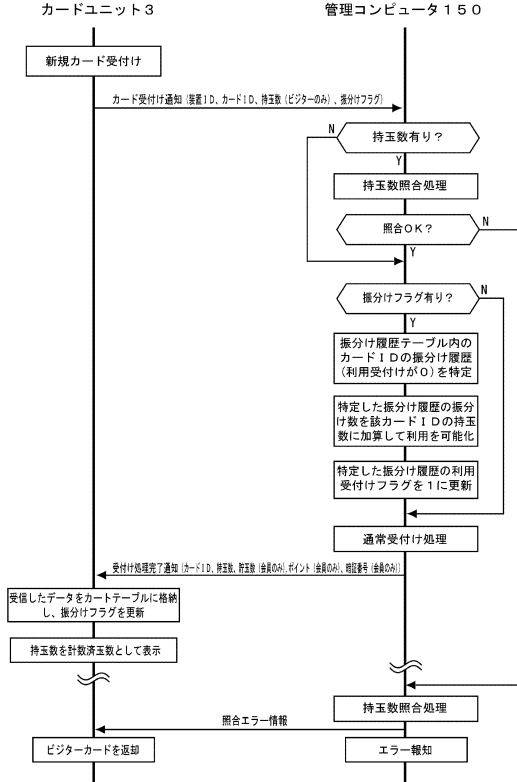 カードユニット3
管理コンピュータ150
新規カード受付け
カード受付け通知(装置ID、カードID、持玉数(ビジターのみ)、振分けフラグ)
N
持玉数有り?
Y
持玉数照合処理
照合OK?
N
Y
振分けフラグ有り?
N
Y
振分け履歴テーブル内の
カードIDの振分け履歴
(利用受付けが0)を特定
特定した振分け履歴の振分
け数を該カードIDの持玉
数に加算して利用を可能化
特定した振分け履歴の利用
受付けフラグを1に更新
通常受付け処理
受付け処理完了通知(カードID、持玉数、貯玉数(会員のみ)、ポイント(会員のみ)、暗証番号(会員のみ))
受信したデータをカートテーブルに格納
し、振分けフラグを更新
持玉数を計数済玉数として表示
持玉数照合処理
照合エラー情報
ビジターカードを返却
エラー報知